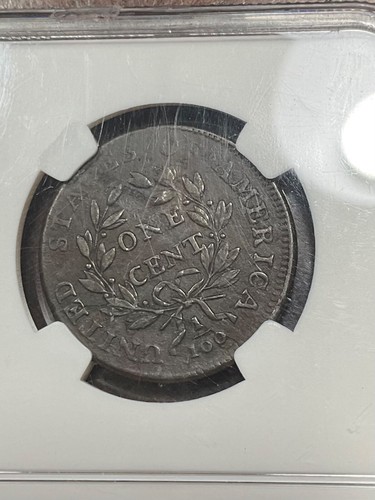 UNITED STATES OF AMERICA
ONE
CENT
1
100